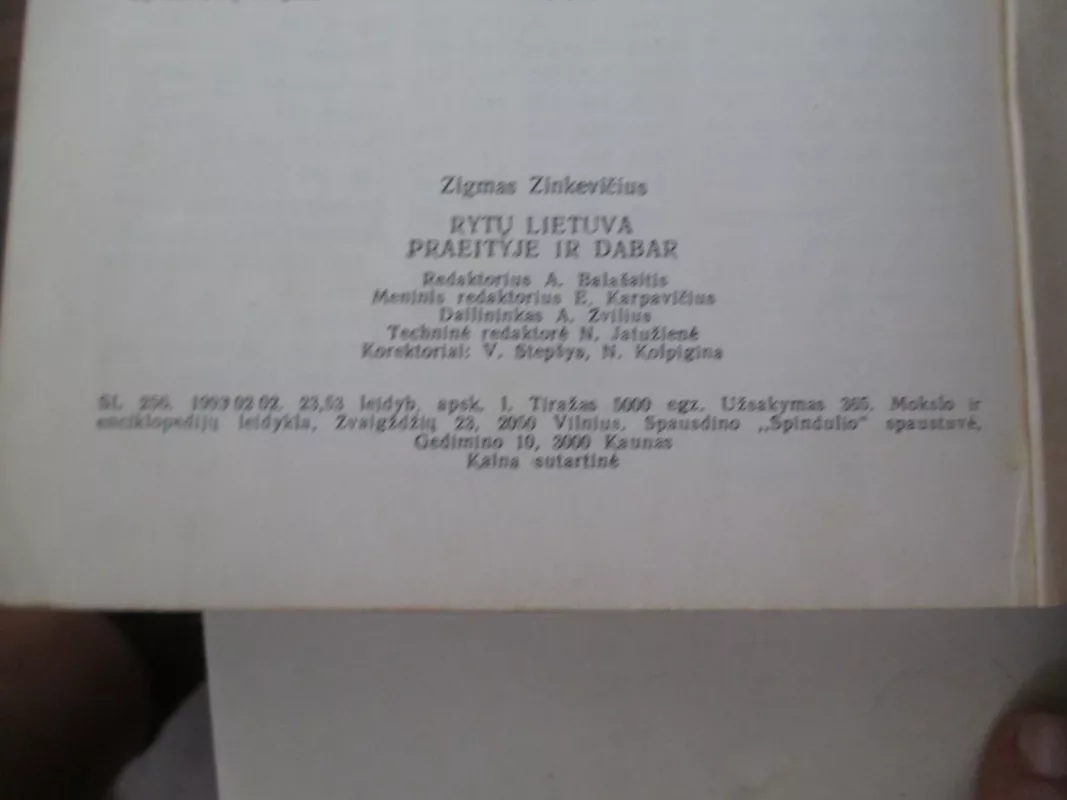 Zigmas Zinkevičius
RYTŲ LIETUVA
PRAEITYJE IR DABAR
Redaktorius A. Balašaitis
Meninis redaktorius E. Karpavičius
Dailininkas A. Žvilius
Techninė redaktorė N. Jatužienė
Korektoriai: V. Stepšys, N. Kolpigina
SL 256. 1993 02 02. 23,53 leidyb. apsk. l. Tiražas 5000 egz. Užsakymas 365. Mokslo ir
enciklopedijų leidykla, Žvaigždžių 23, 2050 Vilnius. Spausdino „Spindulio“ spaustuvė,
Gedimino 10, 3000 Kaunas
Kaina sutartinė